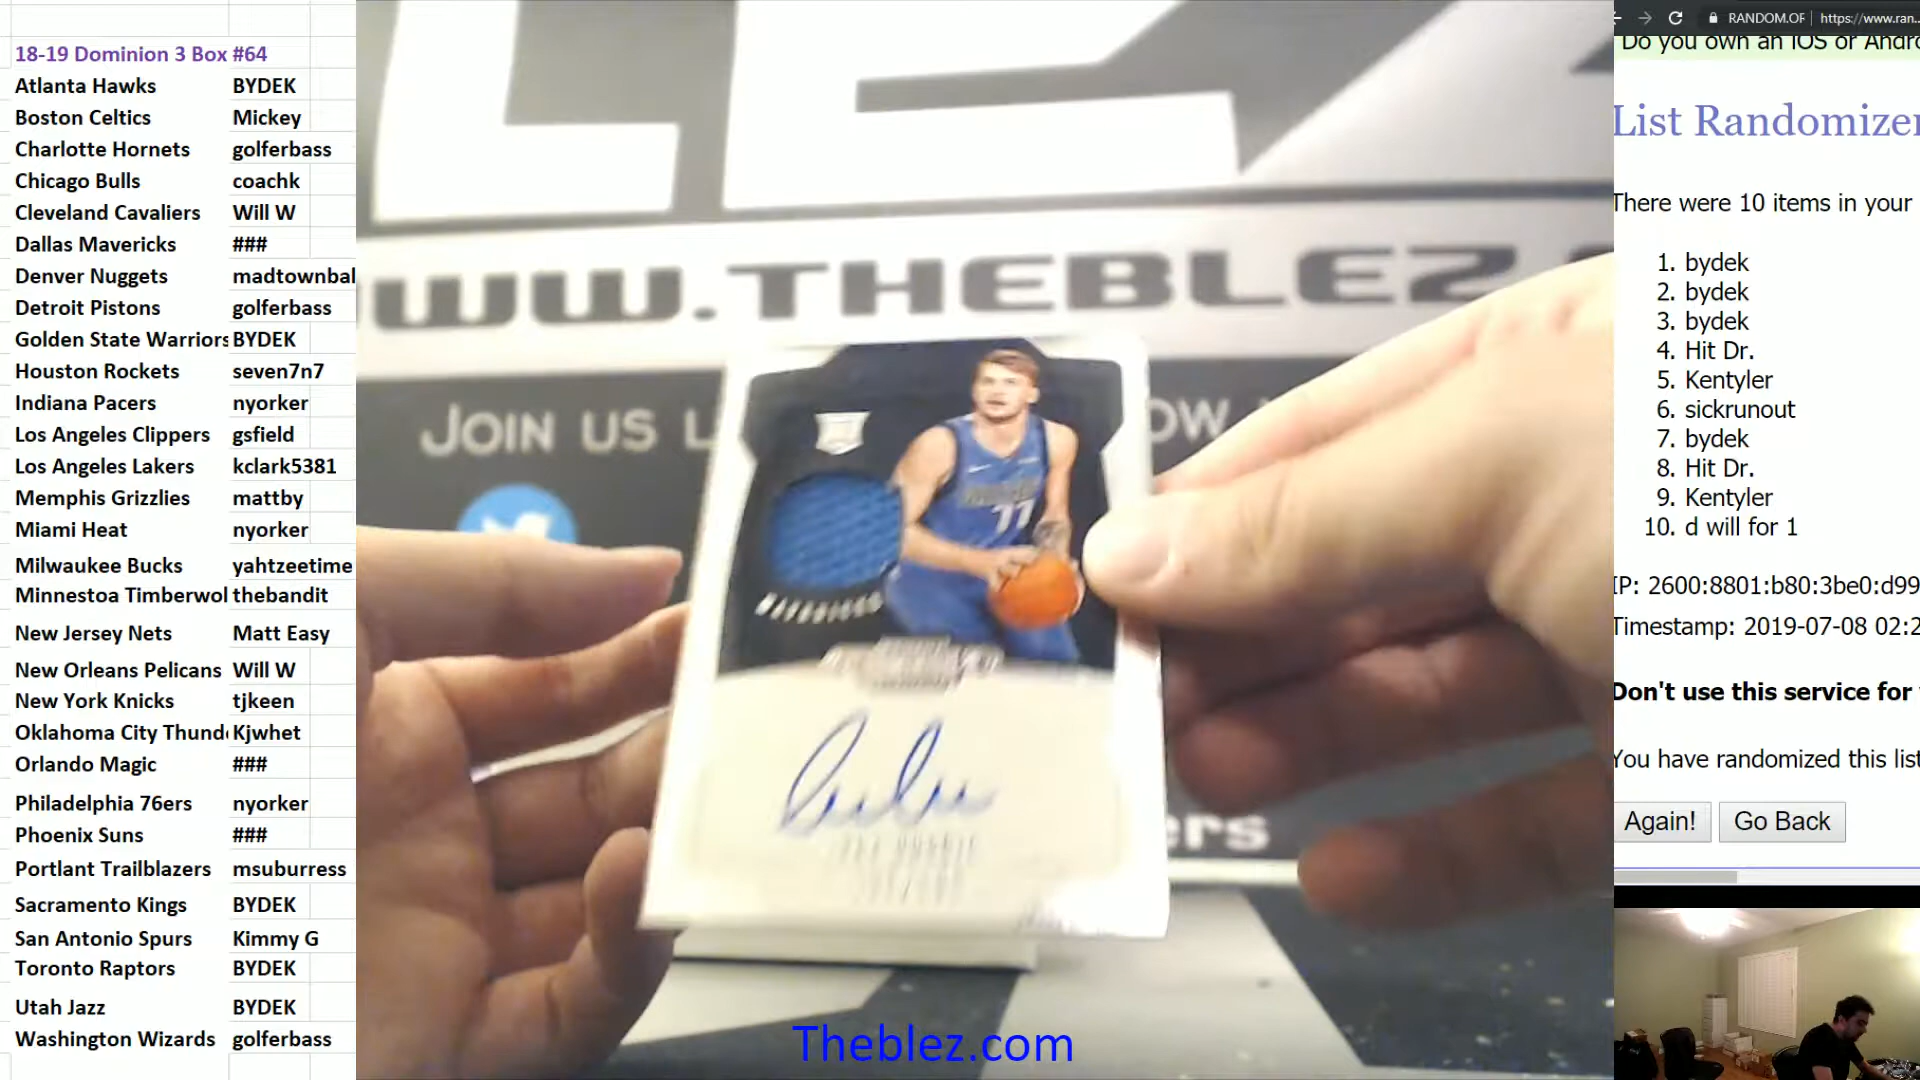 18-19 Dominion 3 Box #64
Atlanta Hawks BYDEK
Boston Celtics Mickey
Charlotte Hornets golferbass
Chicago Bulls coachk
Cleveland Cavaliers Will W
Dallas Mavericks ###
Denver Nuggets madtownbal
Detroit Pistons golferbass
Golden State Warriors BYDEK
Houston Rockets seven7n7
Indiana Pacers nyorker
Los Angeles Clippers gsfield
Los Angeles Lakers kclark5381
Memphis Grizzlies mattby
Miami Heat nyorker
Milwaukee Bucks yahtzeetime
Minnestoa Timberwol thebandit
New Jersey Nets Matt Easy
New Orleans Pelicans Will W
New York Knicks tjkeen
Oklahoma City Thund Kjwhet
Orlando Magic ###
Philadelphia 76ers nyorker
Phoenix Suns ###
Portlant Trailblazers msuburress
Sacramento Kings BYDEK
San Antonio Spurs Kimmy G
Toronto Raptors BYDEK
Utah Jazz BYDEK
Washington Wizards golferbass
WWW.THEBLEZ.
JOIN US L
OW
77
ers
Theblez.com
RANDOM.OR https://www.ran...
Do you own an iOS or Andro
List Randomizer
There were 10 items in your
1. bydek
2. bydek
3. bydek
4. Hit Dr.
5. Kentyler
6. sickrunout
7. bydek
8. Hit Dr.
9. Kentyler
10. d will for 1
IP: 2600:8801:b80:3be0:d99
Timestamp: 2019-07-08 02:2
Don't use this service for
You have randomized this list
Again! Go Back